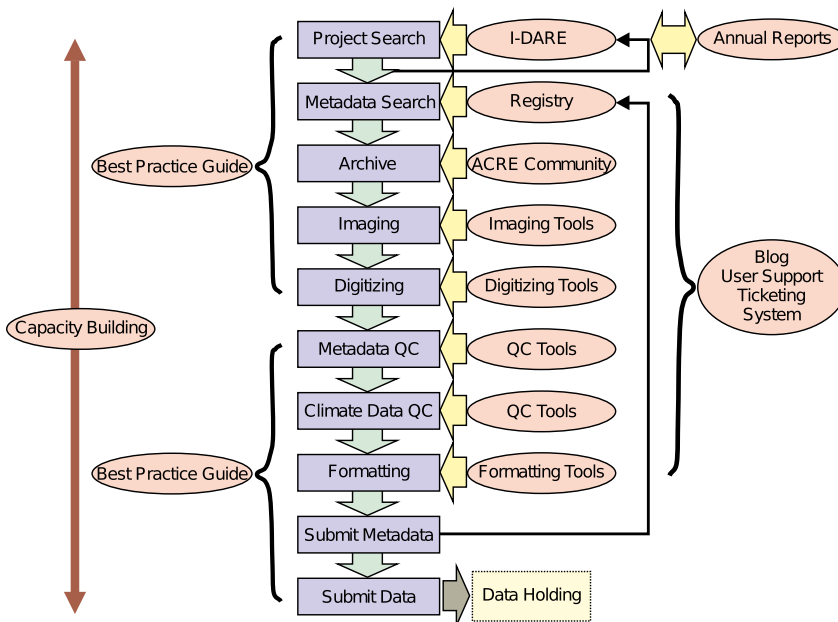 Project Search
I-DARE
Annual Reports
Metadata Search
Registry
Best Practice Guide
Archive
ACRE Community
Imaging
Imaging Tools
Blog
User Support
Ticketing
System
Digitizing
Digitizing Tools
Capacity Building
Metadata QC
QC Tools
Climate Data QC
QC Tools
Best Practice Guide
Formatting
Formatting Tools
Submit Metadata
Submit Data
Data Holding